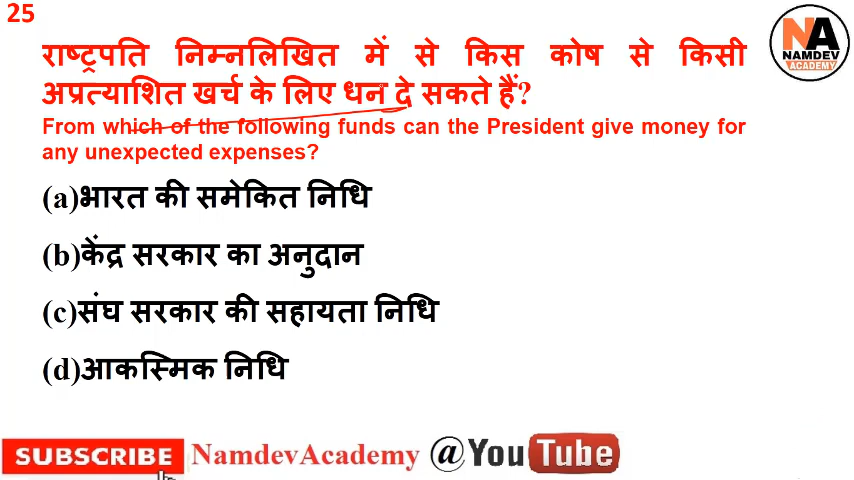 25
NA
NAMDEV
ACADEMY
राष्ट्रपति निम्नलिखित में से किस कोष से किसी
अप्रत्याशित खर्च के लिए धन दे सकते हैं?
From which of the following funds can the President give money for
any unexpected expenses?
(a)भारत की समेकित निधि
(b)केंद्र सरकार का अनुदान
(c)संघ सरकार की सहायता निधि
(d)आकस्मिक निधि
SUBSCRIBE NamdevAcademy @YouTube